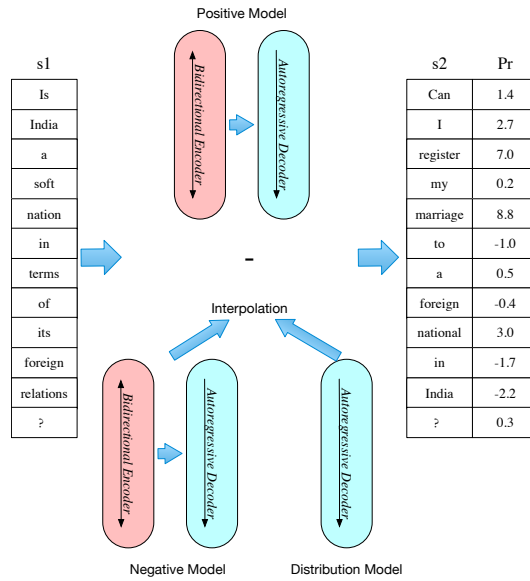 Positive Model
Bidirectional Encoder
Autoregressive Decoder
s1
Is
India
a
soft
nation
in
terms
of
its
foreign
relations
?
-
Interpolation
Bidirectional Encoder
Autoregressive Decoder
Autoregressive Decoder
Negative Model
Distribution Model
s2 Pr
Can 1.4
I 2.7
register 7.0
my 0.2
marriage 8.8
to -1.0
a 0.5
foreign -0.4
national 3.0
in -1.7
India -2.2
? 0.3